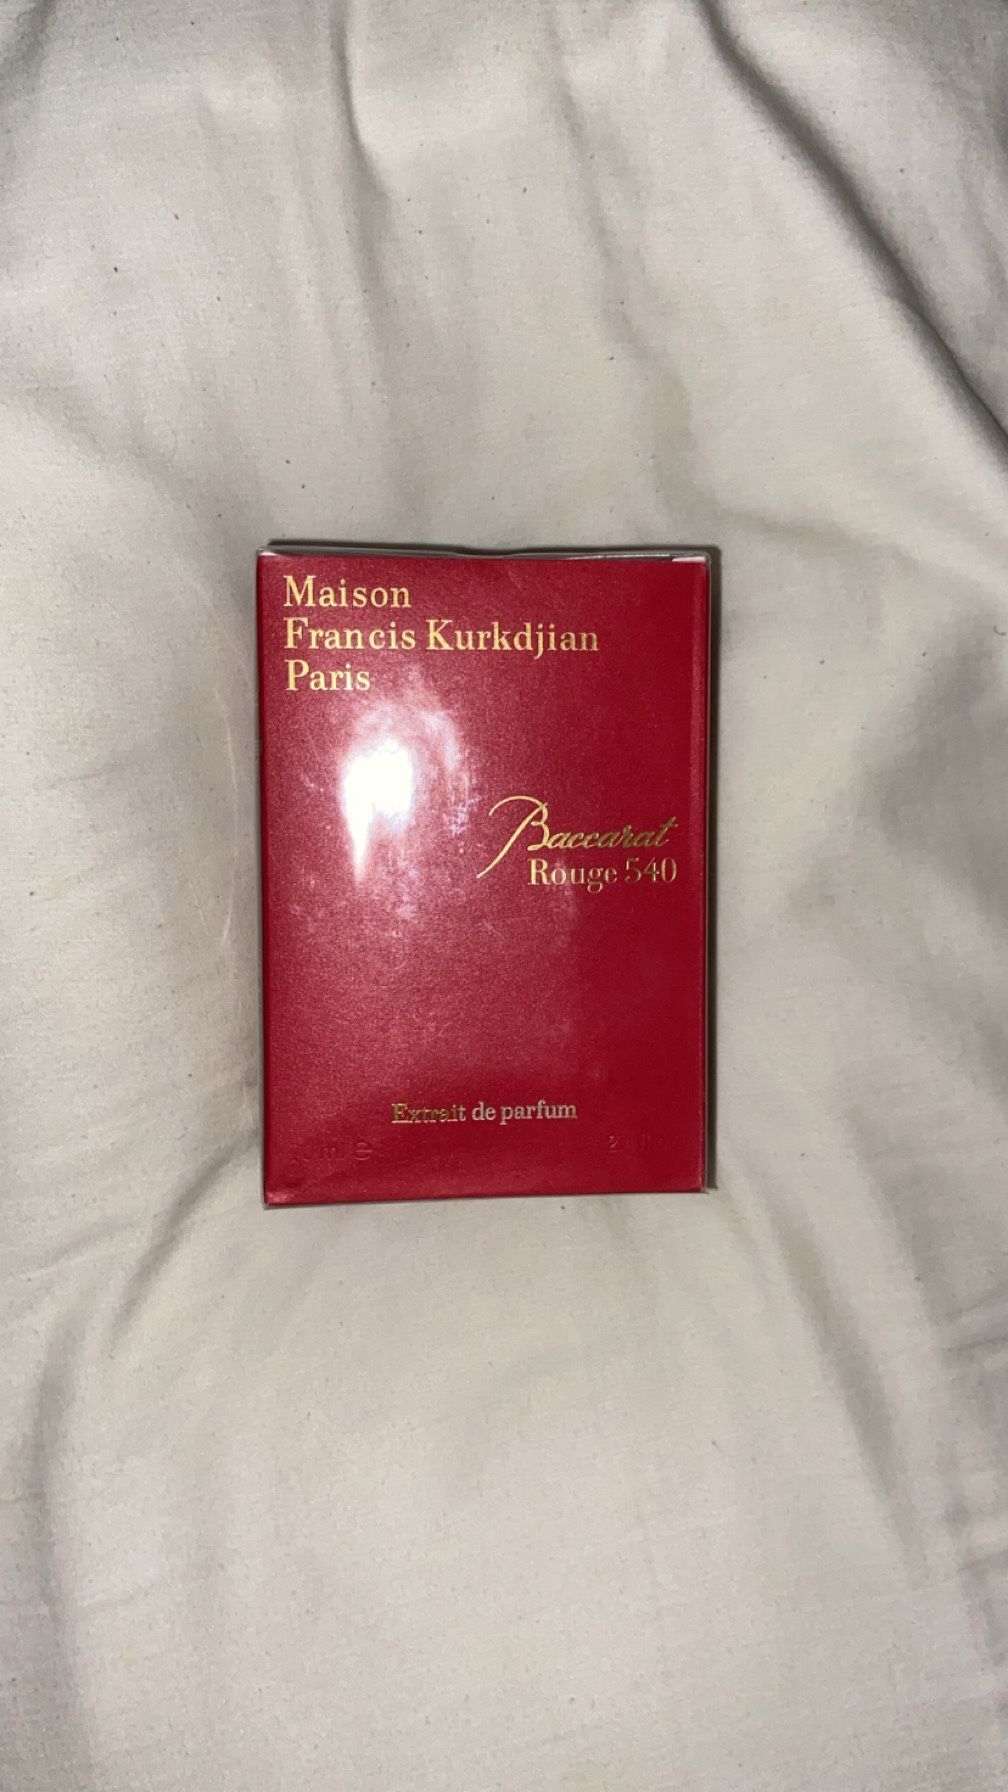 Maison
Francis Kurkdjian
Paris
Baccarat
Rouge 540
Extrait de parfum